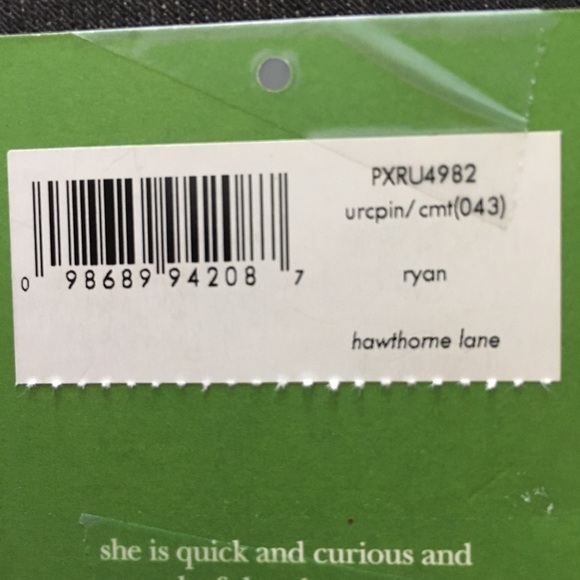 PXRU4982
urcpin/ cmt(043)
0 98689 94208 7
ryan
hawthorne lane
she is quick and curious and